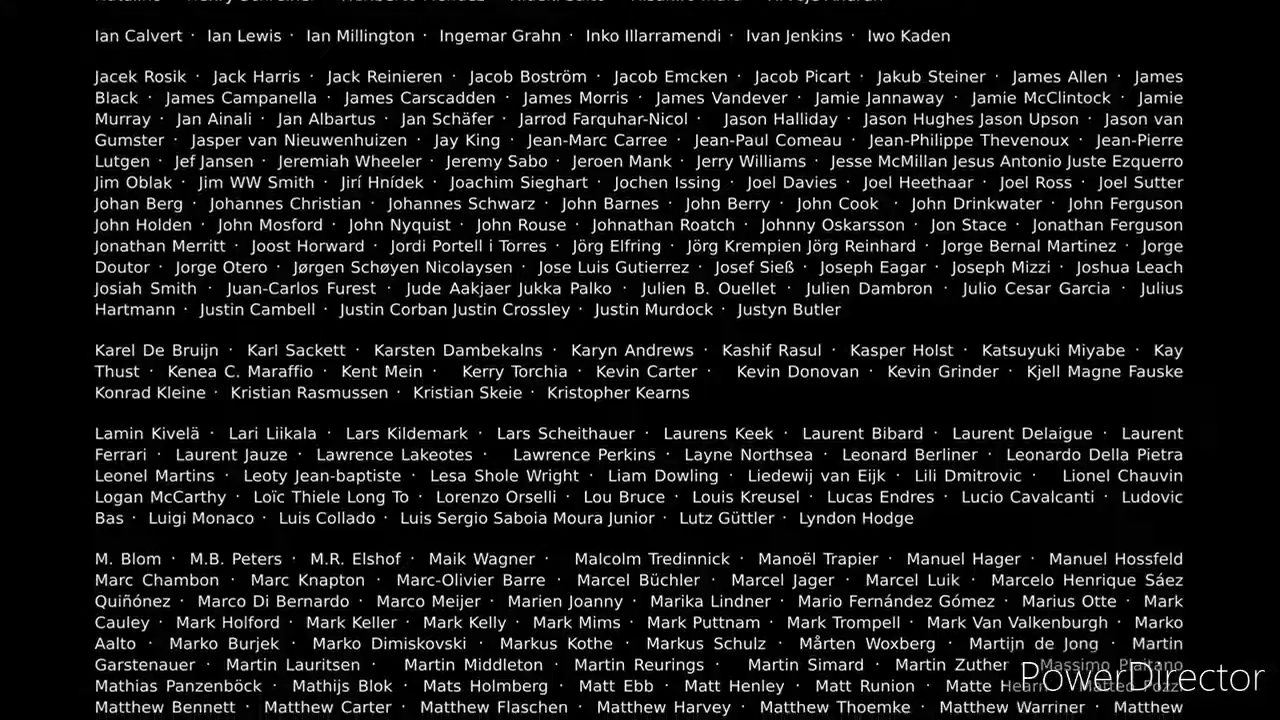 Ian Calvert · Ian Lewis · Ian Millington · Ingemar Grahn · Inko Illarramendi · Ivan Jenkins · Iwo Kaden
Jacek Rosik · Jack Harris · Jack Reinieren · Jacob Boström · Jacob Emcken · Jacob Picart · Jakub Steiner · James Allen · James
Black · James Campanella · James Carscadden · James Morris · James Vandever · Jamie Jannaway · Jamie McClintock · Jamie
Murray · Jan Ainali · Jan Albartus · Jan Schäfer · Jarrod Farquhar-Nicol · Jason Halliday · Jason Hughes Jason Upson · Jason van
Gumster · Jasper van Nieuwenhuizen · Jay King · Jean-Marc Carree · Jean-Paul Comeau · Jean-Philippe Thevenoux · Jean-Pierre
Lutgen · Jef Jansen · Jeremiah Wheeler · Jeremy Sabo · Jeroen Mank · Jerry Williams · Jesse McMillan Jesus Antonio Juste Ezquerro
Jim Oblak · Jim WW Smith · Jirí Hnídek · Joachim Sieghart · Jochen Issing · Joel Davies · Joel Heethaar · Joel Ross · Joel Sutter
Johan Berg · Johannes Christian · Johannes Schwarz · John Barnes · John Berry · John Cook · John Drinkwater · John Ferguson
John Holden · John Mosford · John Nyquist · John Rouse · Johnathan Roatch · Johnny Oskarsson · Jon Stace · Jonathan Ferguson
Jonathan Merritt · Joost Horward · Jordi Portell i Torres · Jörg Elfring · Jörg Krempien Jörg Reinhard · Jorge Bernal Martinez · Jorge
Doutor · Jorge Otero · Jørgen Schøyen Nicolaysen · Jose Luis Gutierrez · Josef Sieß · Joseph Eagar · Joseph Mizzi · Joshua Leach
Josiah Smith · Juan-Carlos Furest · Jude Aakjaer Jukka Palko · Julien B. Ouellet · Julien Dambron · Julio Cesar Garcia · Julius
Hartmann · Justin Cambell · Justin Corban Justin Crossley · Justin Murdock · Justyn Butler
Karel De Bruijn · Karl Sackett · Karsten Dambekalns · Karyn Andrews · Kashif Rasul · Kasper Holst · Katsuyuki Miyabe · Kay
Thust · Kenea C. Maraffio · Kent Mein · Kerry Torchia · Kevin Carter · Kevin Donovan · Kevin Grinder · Kjell Magne Fauske
Konrad Kleine · Kristian Rasmussen · Kristian Skeie · Kristopher Kearns
Lamin Kivelä · Lari Liikala · Lars Kildemark · Lars Scheithauer · Laurens Keek · Laurent Bibard · Laurent Delaigue · Laurent
Ferrari · Laurent Jauze · Lawrence Lakeotes · Lawrence Perkins · Layne Northsea · Leonard Berliner · Leonardo Della Pietra
Leonel Martins · Leoty Jean-baptiste · Lesa Shole Wright · Liam Dowling · Liedewij van Eijk · Lili Dmitrovic · Lionel Chauvin
Logan McCarthy · Loïc Thiele Long To · Lorenzo Orselli · Lou Bruce · Louis Kreusel · Lucas Endres · Lucio Cavalcanti · Ludovic
Bas · Luigi Monaco · Luis Collado · Luis Sergio Saboia Moura Junior · Lutz Güttler · Lyndon Hodge
M. Blom · M.B. Peters · M.R. Elshof · Maik Wagner · Malcolm Tredinnick · Manoël Trapier · Manuel Hager · Manuel Hossfeld
Marc Chambon · Marc Knapton · Marc-Olivier Barre · Marcel Büchler · Marcel Jager · Marcel Luik · Marcelo Henrique Sáez
Quiñónez · Marco Di Bernardo · Marco Meijer · Marien Joanny · Marika Lindner · Mario Fernández Gómez · Marius Otte · Mark
Cauley · Mark Holford · Mark Keller · Mark Kelly · Mark Mims · Mark Puttnam · Mark Trompell · Mark Van Valkenburgh · Marko
Aalto · Marko Burjek · Marko Dimiskovski · Markus Kothe · Markus Schulz · Mårten Woxberg · Martijn de Jong · Martin
Garstenauer · Martin Lauritsen · Martin Middleton · Martin Reurings · Martin Simard · Martin Zuther Massimo
Mathias Panzenböck · Mathijs Blok · Mats Holmberg · Matt Ebb · Matt Henley · Matt Runion · Matte
Matthew Bennett · Matthew Carter · Matthew Flaschen · Matthew Harvey · Matthew Thoemke · Matthew Warriner · Matthew
PowerDirector